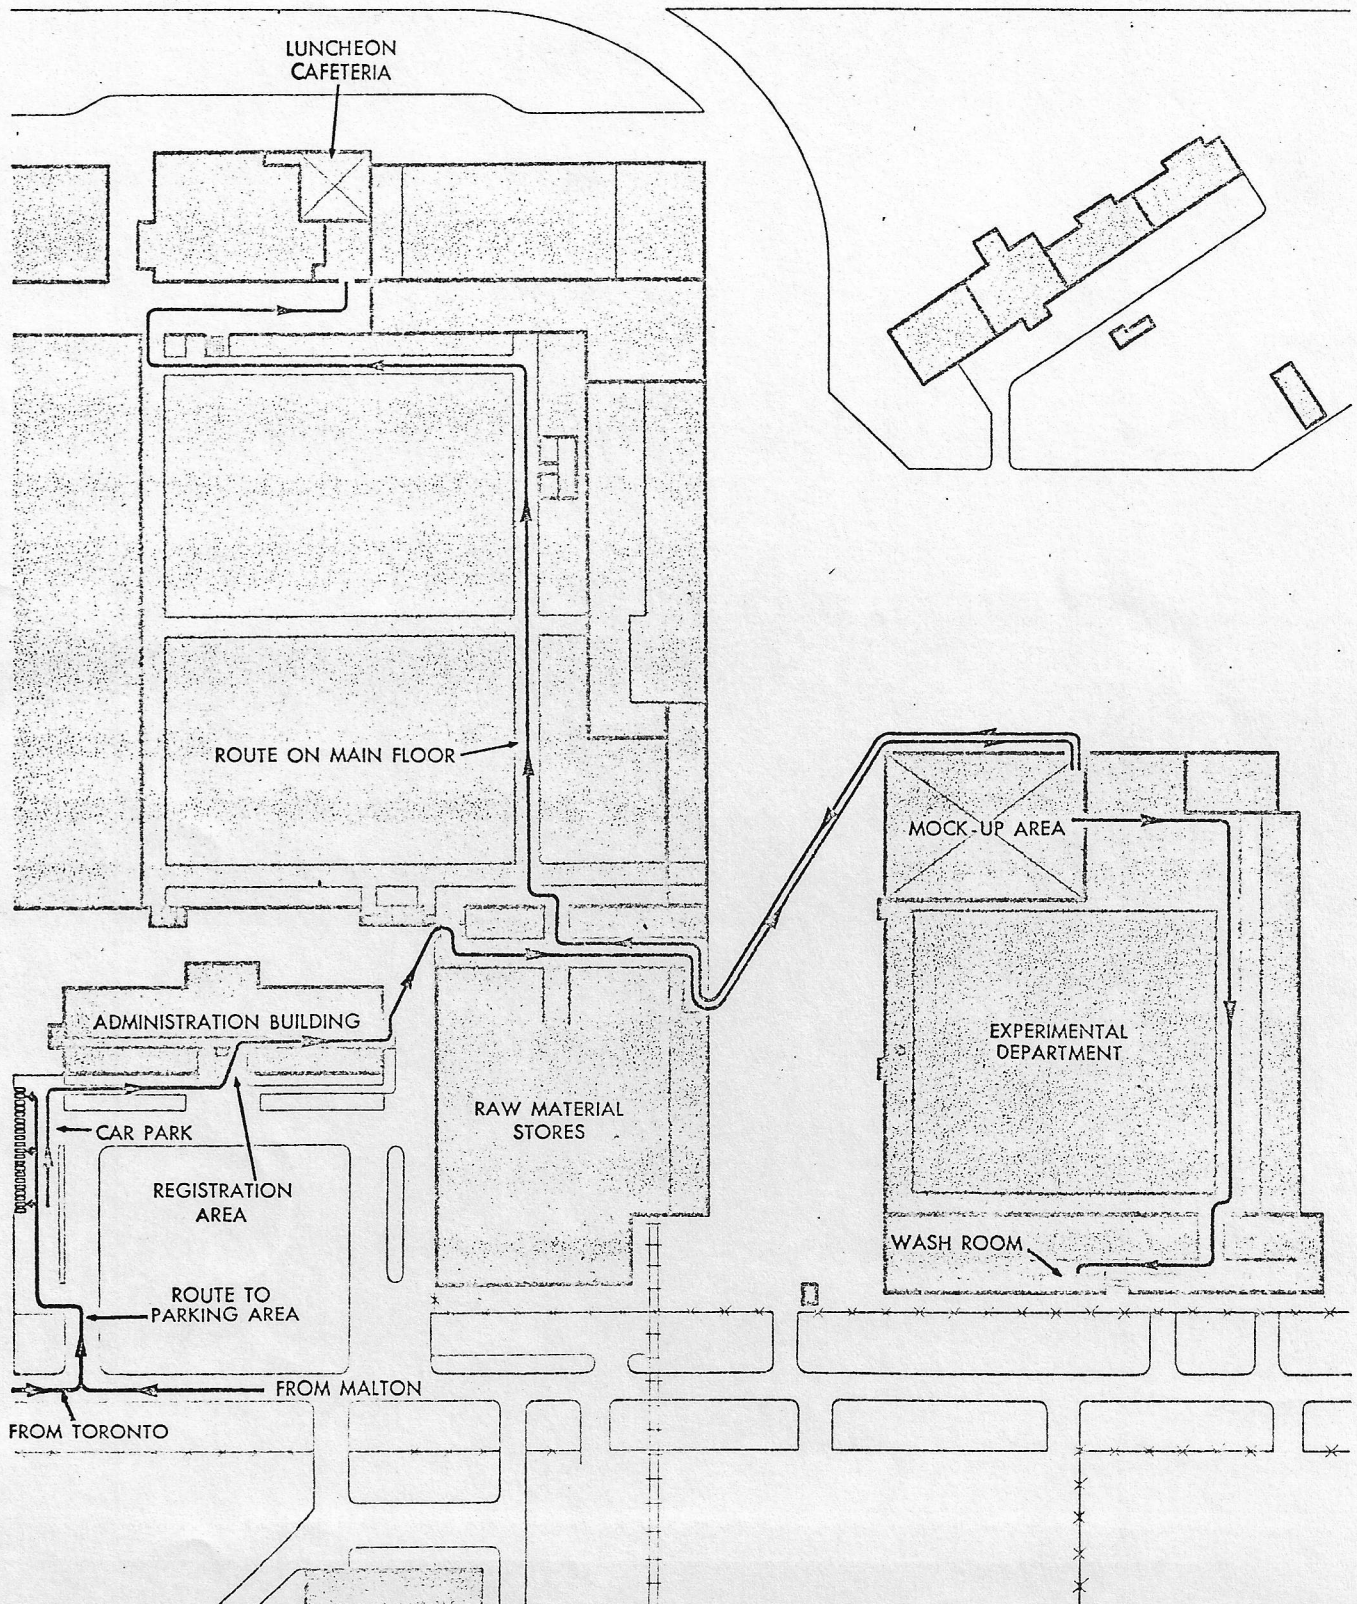 LUNCHEON
CAFETERIA
ROUTE ON MAIN FLOOR
MOCK-UP AREA
ADMINISTRATION BUILDING
EXPERIMENTAL
DEPARTMENT
RAW MATERIAL
STORES
CAR PARK
REGISTRATION
AREA
WASH ROOM
ROUTE TO
PARKING AREA
FROM MALTON
FROM TORONTO